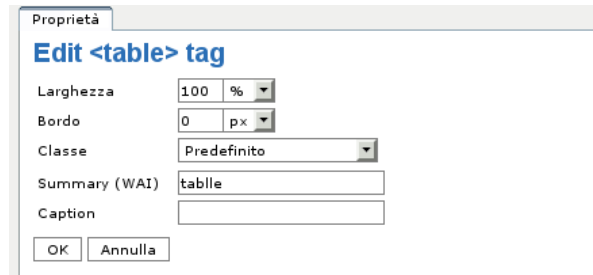 Proprietà
Edit <table> tag
Larghezza 100 %
Bordo 0 px
Classe Predefinito
Summary (WAI) tablle
Caption
OK Annulla